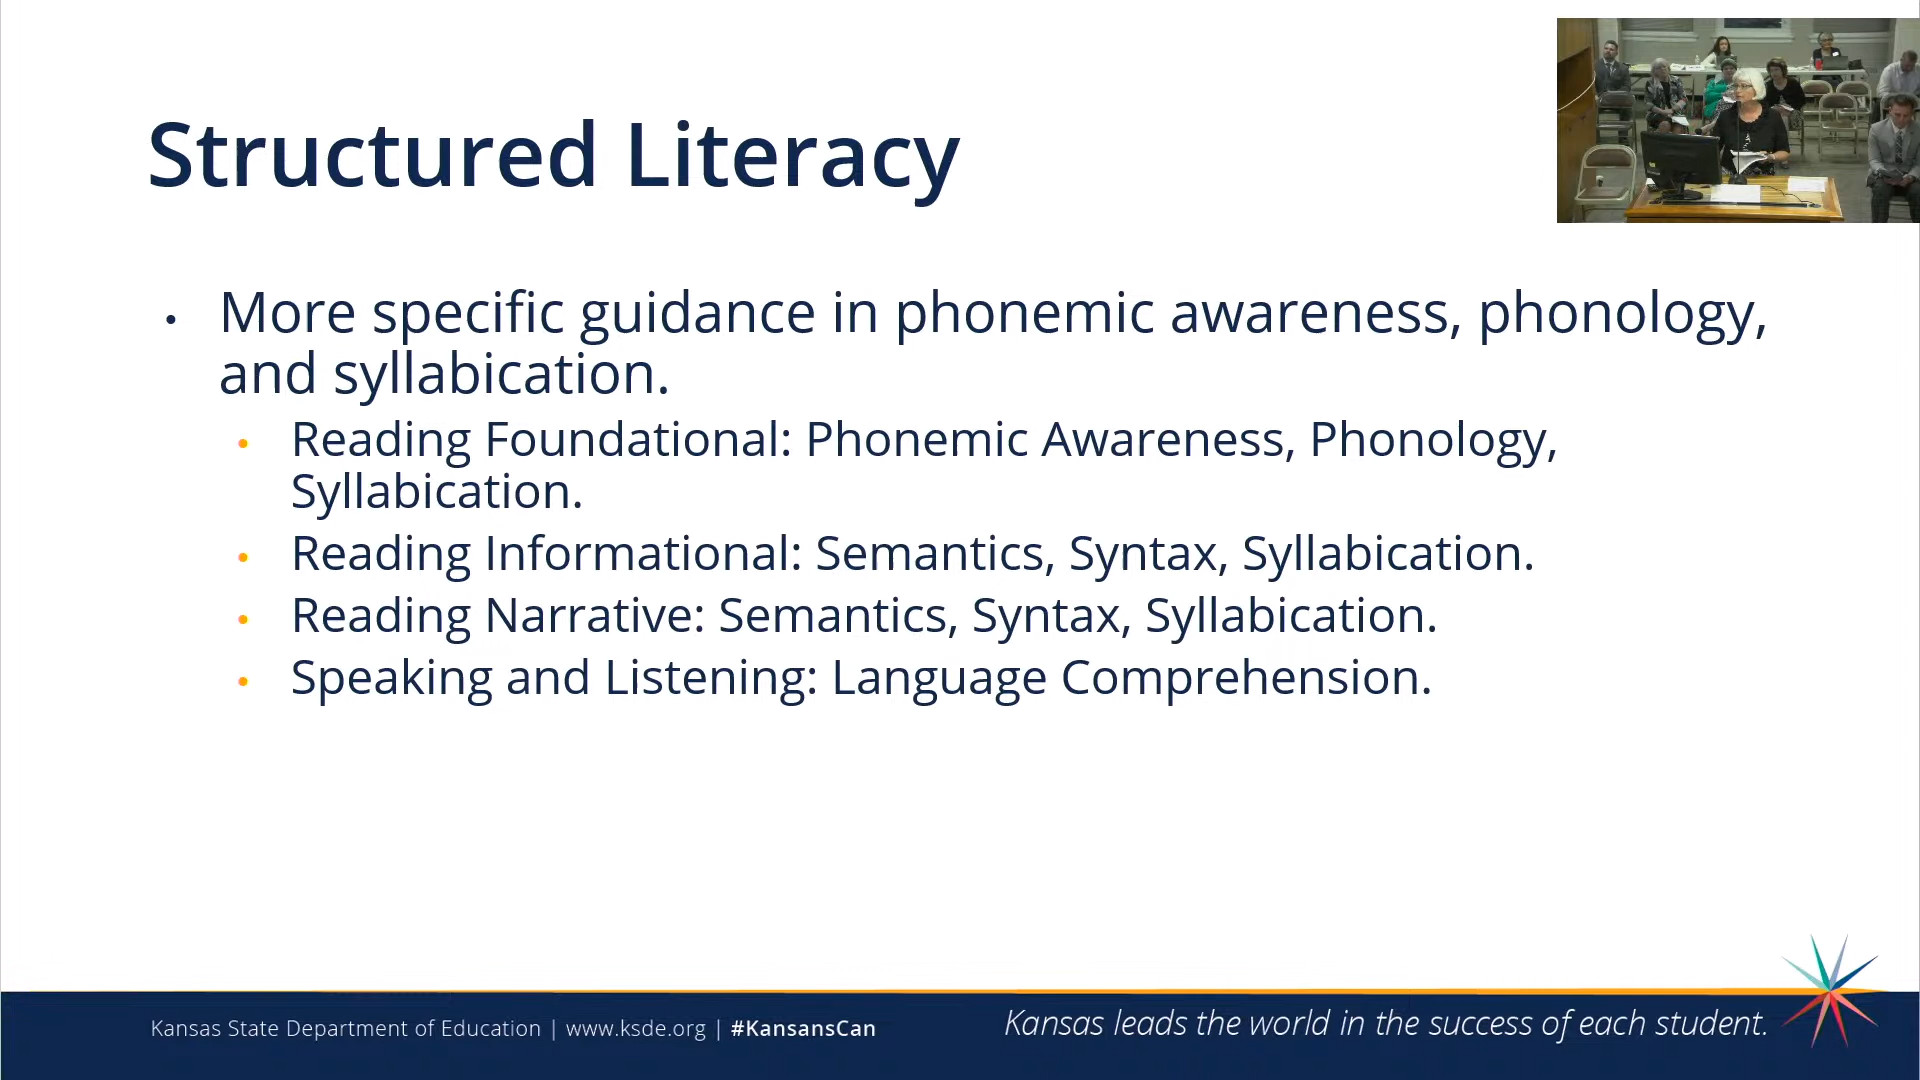 Structured Literacy
• More specific guidance in phonemic awareness, phonology,
and syllabication.
• Reading Foundational: Phonemic Awareness, Phonology,
Syllabication.
• Reading Informational: Semantics, Syntax, Syllabication.
• Reading Narrative: Semantics, Syntax, Syllabication.
• Speaking and Listening: Language Comprehension.
Kansas State Department of Education | www.ksde.org | #KansansCan
Kansas leads the world in the success of each student.